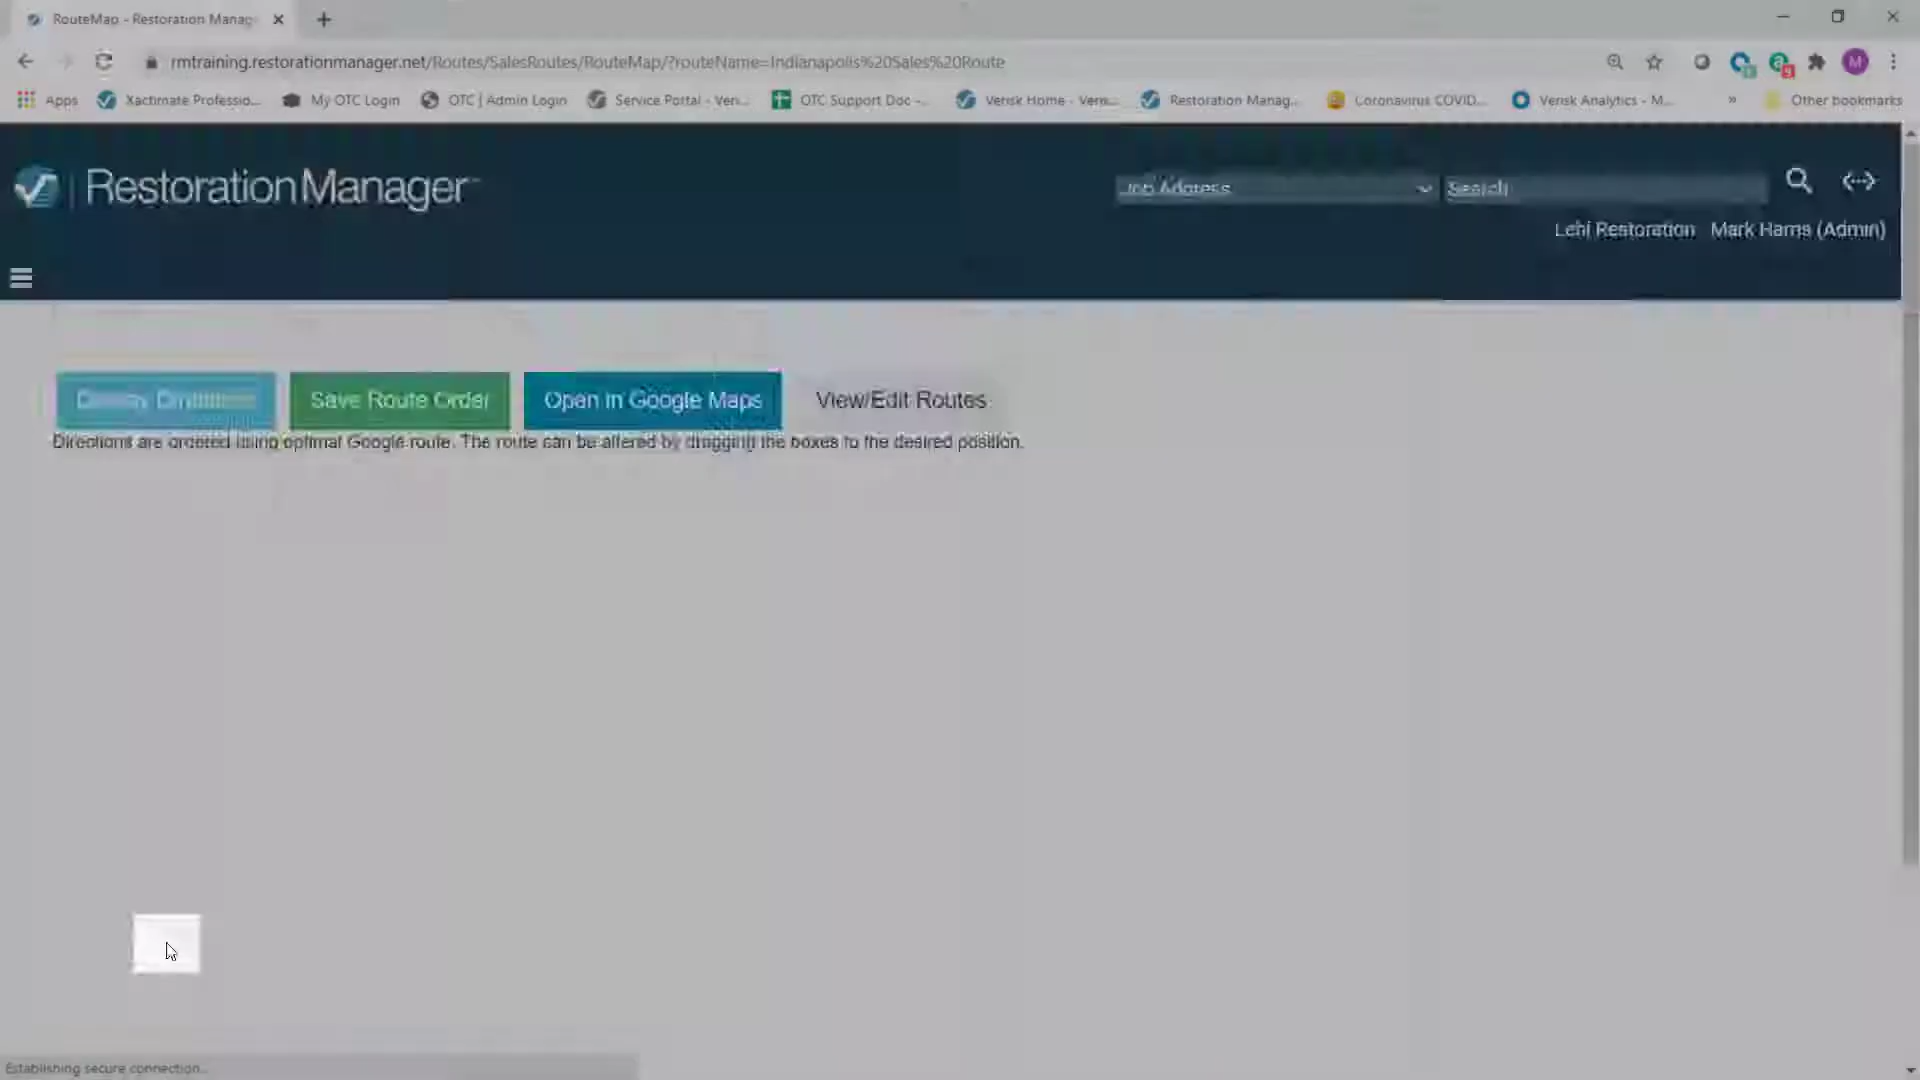 RouteMap - Restoration Manag
rmtraining.restorationmanager.net/Routes/SalesRoutes/RouteMap/?routeName=Indianapolis%20Sales%20Route
Apps Xactimate Professio... My OTC Login OTC | Admin Login Service Portal - Veri... OTC Support Doc -... Verisk Home - Veris... Restoration Manag... Coronavirus COVID... Verisk Analytics - M... » Other bookmarks
M
RestorationManager
Job Address Search
Lehi Restoration Mark Harris (Admin)
Save Route Order Open in Google Maps View/Edit Routes
Directions are ordered using optimal Google route. The route can be altered by dragging the boxes to the desired position.
Establishing secure connection...